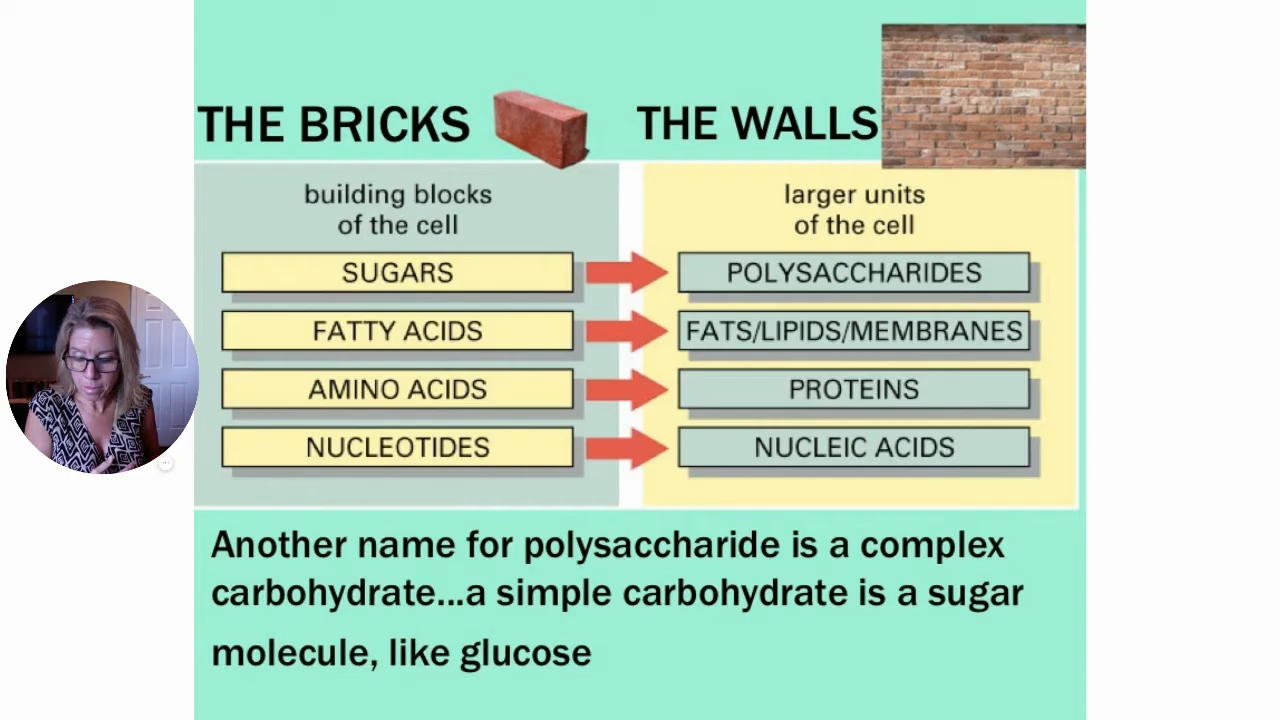 THE BRICKS
THE WALLS
building blocks
of the cell
larger units
of the cell
SUGARS
POLYSACCHARIDES
FATTY ACIDS
FATS/LIPIDS/MEMBRANES
AMINO ACIDS
PROTEINS
NUCLEOTIDES
NUCLEIC ACIDS
Another name for polysaccharide is a complex
carbohydrate...a simple carbohydrate is a sugar
molecule, like glucose